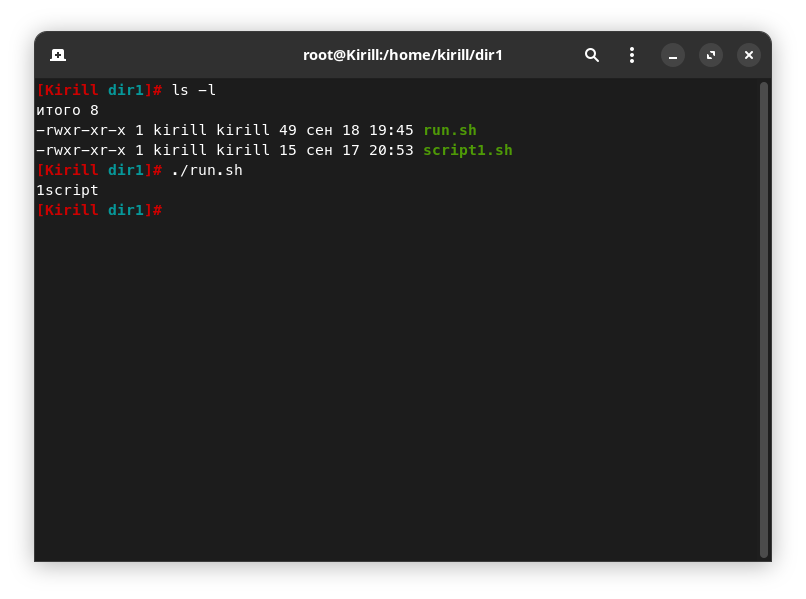 root@Kirill:/home/kirill/dir1
[Kirill dir1]# ls -l
итого 8
-rwxr-xr-x 1 kirill kirill 49 сен 18 19:45 run.sh
-rwxr-xr-x 1 kirill kirill 15 сен 17 20:53 script1.sh
[Kirill dir1]# ./run.sh
1script
[Kirill dir1]#